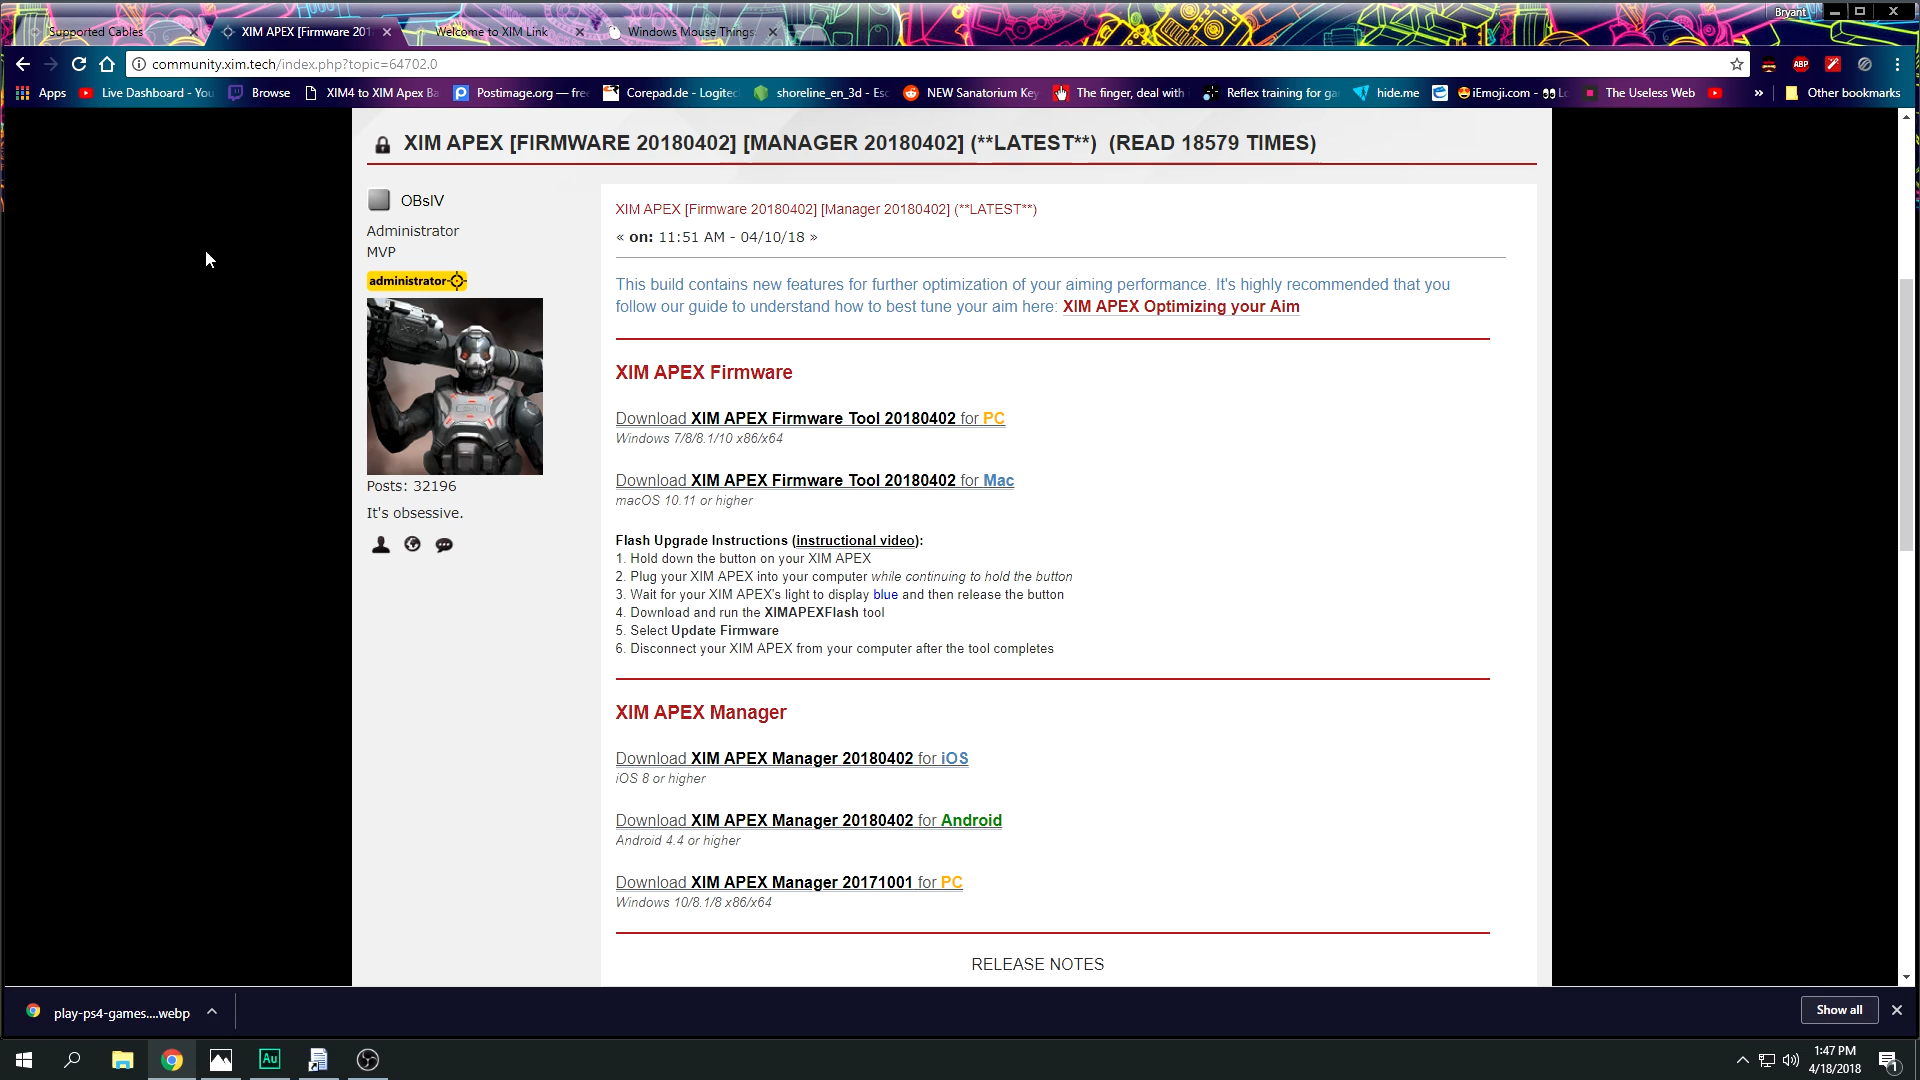 Bryant
Supported Cables
XIM APEX [Firmware 201
Welcome to XIM Link
Windows Mouse Things
community.xim.tech/index.php?topic=64702.0
ABP
Apps
Live Dashboard - You
Browse
XIM4 to XIM Apex Ba
Postimage.org — free
Corepad.de - Logitec
shoreline_en_3d - Esc
NEW Sanatorium Key
The finger, deal with
Reflex training for ga
hide.me
iEmoji.com - 👀 Lo
The Useless Web
»
Other bookmarks
XIM APEX [FIRMWARE 20180402] [MANAGER 20180402] (**LATEST**)  (READ 18579 TIMES)
OBsIV
Administrator
MVP
administrator
Posts: 32196
It's obsessive.
XIM APEX [Firmware 20180402] [Manager 20180402] (**LATEST**)
« on: 11:51 AM - 04/10/18 »
This build contains new features for further optimization of your aiming performance. It's highly recommended that you
follow our guide to understand how to best tune your aim here: XIM APEX Optimizing your Aim
XIM APEX Firmware
Download XIM APEX Firmware Tool 20180402 for PC
Windows 7/8/8.1/10 x86/x64
Download XIM APEX Firmware Tool 20180402 for Mac
macOS 10.11 or higher
Flash Upgrade Instructions (instructional video):
1. Hold down the button on your XIM APEX
2. Plug your XIM APEX into your computer while continuing to hold the button
3. Wait for your XIM APEX's light to display blue and then release the button
4. Download and run the XIMAPEXFlash tool
5. Select Update Firmware
6. Disconnect your XIM APEX from your computer after the tool completes
XIM APEX Manager
Download XIM APEX Manager 20180402 for iOS
iOS 8 or higher
Download XIM APEX Manager 20180402 for Android
Android 4.4 or higher
Download XIM APEX Manager 20171001 for PC
Windows 10/8.1/8 x86/x64
RELEASE NOTES
play-ps4-games....webp
Show all
Au
1:47 PM
4/18/2018
1